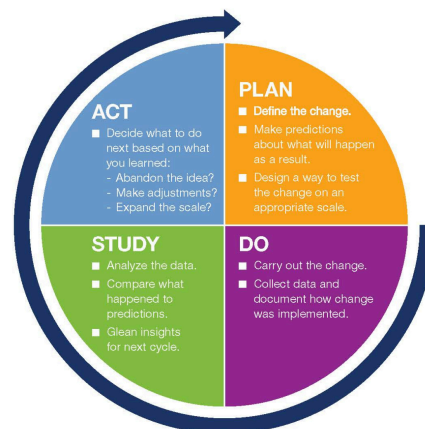 ACT
■ Decide what to do
next based on what
you learned:
- Abandon the idea?
- Make adjustments?
- Expand the scale?
PLAN
■ Define the change.
■ Make predictions
about what will happen
as a result.
■ Design a way to test
the change on an
appropriate scale.
STUDY
■ Analyze the data.
■ Compare what
happened to
predictions.
■ Glean insights
for next cycle.
DO
■ Carry out the change.
■ Collect data and
document how change
was implemented.